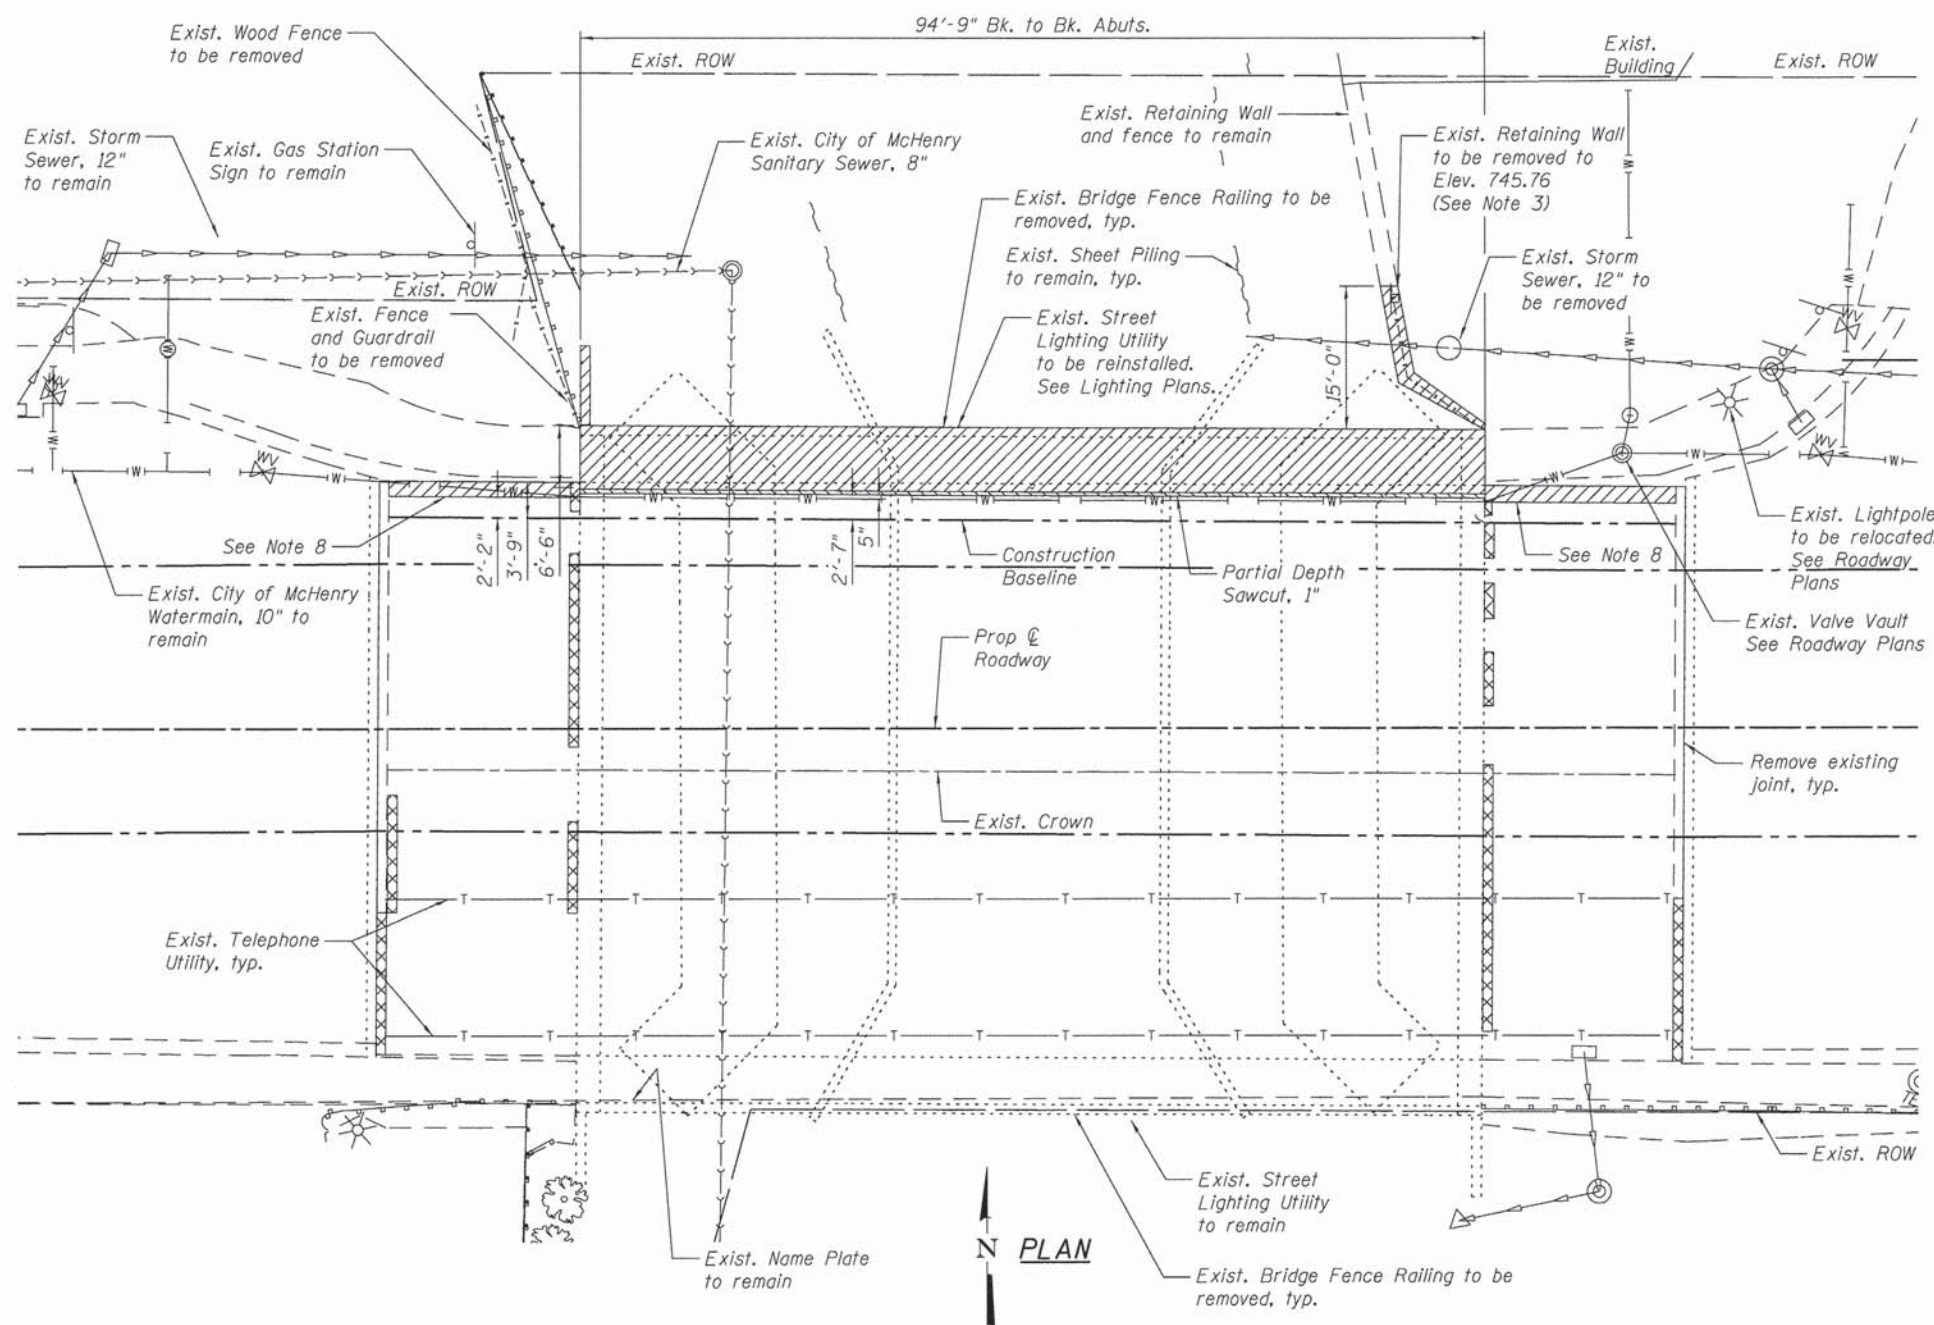 94'-9" Bk. to Bk. Abuts.
Exist. Wood Fence
to be removed
Exist. ROW
Exist.
Building
Exist. ROW
Exist. Storm
Sewer, 12"
to remain
Exist. Gas Station
Sign to remain
Exist. City of McHenry
Sanitary Sewer, 8"
Exist. Retaining Wall
and fence to remain
Exist. Retaining Wall
to be removed to
Elev. 745.76
(See Note 3)
Exist. Bridge Fence Railing to be
removed, typ.
Exist. Sheet Piling
to remain, typ.
Exist. Storm
Sewer, 12" to
be removed
Exist. ROW
Exist. Fence
and Guardrail
to be removed
Exist. Street
Lighting Utility
to be reinstalled.
See Lighting Plans.
15'-0"
W
W
W
W
W
W
W
W
WV
WV
WV
WV
W
W
W
W
W
W
W
W
W
W
W
See Note 8
2'-2"
3'-9"
6'-6"
2'-7"
5"
Construction
Baseline
Partial Depth
Sawcut, 1"
See Note 8
Exist. Lightpole
to be relocated.
See Roadway
Plans
Exist. City of McHenry
Watermain, 10" to
remain
Exist. Valve Vault
See Roadway Plans
Prop ℄
Roadway
Remove existing
joint, typ.
Exist. Crown
T T T T T T T T T T T T T T T
Exist. Telephone
Utility, typ.
T T T T T T T T T T T T T T T
Exist. ROW
Exist. Street
Lighting Utility
to remain
Exist. Name Plate
to remain
N PLAN
Exist. Bridge Fence Railing to be
removed, typ.